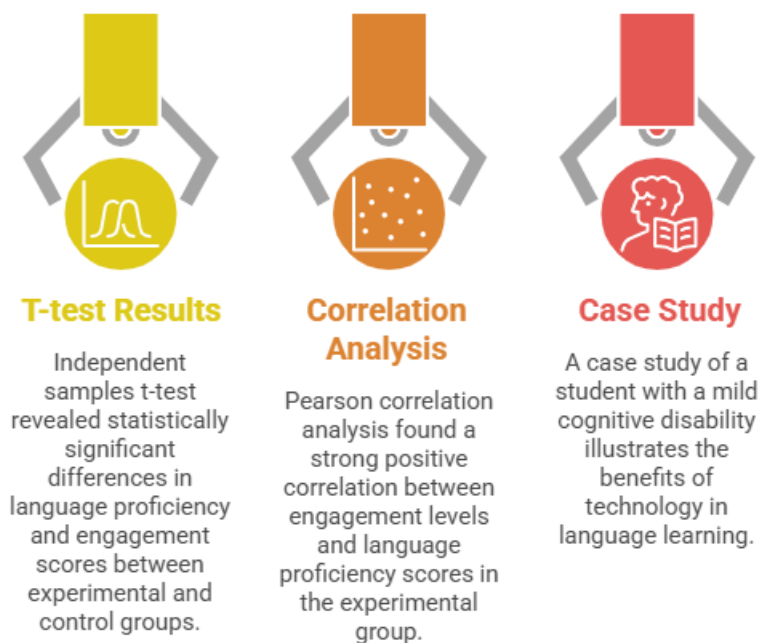 T-test Results
Independent
samples t-test
revealed statistically
significant
differences in
language proficiency
and engagement
scores between
experimental and
control groups.
Correlation
Analysis
Pearson correlation
analysis found a
strong positive
correlation between
engagement levels
and language
proficiency scores in
the experimental
group.
Case Study
A case study of a
student with a mild
cognitive disability
illustrates the
benefits of
technology in
language learning.